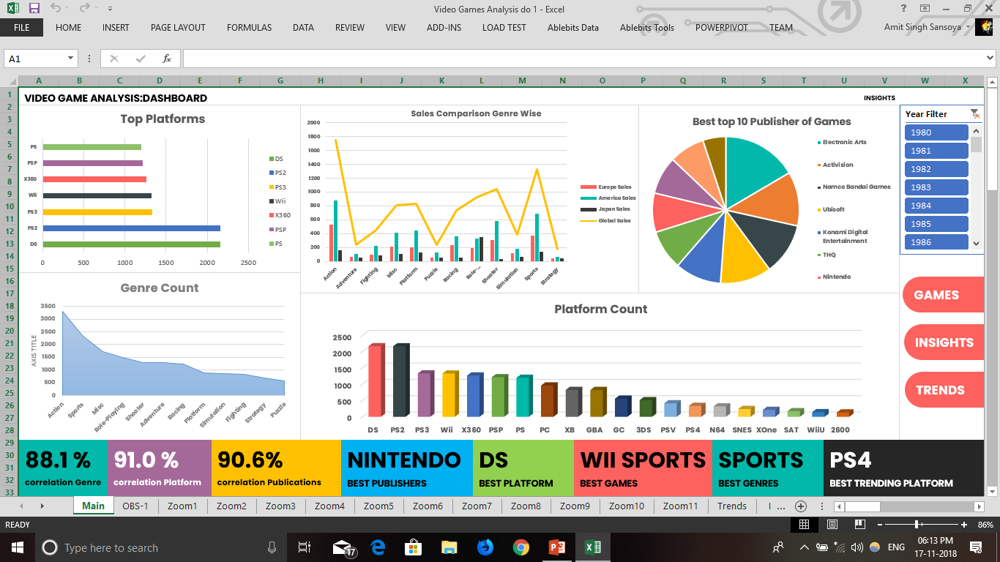 Video Games Analysis do 1 - Excel
FILE HOME INSERT PAGE LAYOUT FORMULAS DATA REVIEW VIEW ADD-INS LOAD TEST Ablebits Data Ablebits Tools POWERPIVOT TEAM Amit Singh Sansoya
A1 fx
A B C D E F G H I J K L M N O P Q R S T U V W X
1
2
3
4
5
6
7
8
9
10
11
12
13
14
15
16
17
18
19
20
21
22
23
24
25
26
27
28
29
30
31
32
33
VIDEO GAME ANALYSIS:DASHBOARD
INSIGHTS
Top Platforms
PS
PSP
X360
Wii
PS3
PS2
DS
0 500 1000 1500 2000 2500
DS
PS2
PS3
Wii
X360
PSP
PS
Sales Comparison Genre Wise
2000
1800
1600
1400
1200
1000
800
600
400
200
0
Action Adventure Fighting Misc Platform Puzzle Racing Role-... Shooter Simulation Sports Strategy
Europe Sales
America Sales
Japan Sales
Global Sales
Best top 10 Publisher of Games
Electronic Arts
Activision
Namco Bandai Games
Ubisoft
Konami Digital
Entertainment
THQ
Nintendo
Year Filter
1980
1981
1982
1983
1984
1985
1986
Genre Count
AXIS TITLE
3500
3000
2500
2000
1500
1000
500
0
Action Sports Misc Role-Playing Shooter Adventure Racing Platform Simulation Fighting Strategy Puzzle
Platform Count
2500
2000
1500
1000
500
0
DS PS2 PS3 Wii X360 PSP PS PC XB GBA GC 3DS PSV PS4 N64 SNES XOne SAT WiiU 2600
GAMES
INSIGHTS
TRENDS
88.1 % 91.0 % 90.6% NINTENDO DS WII SPORTS SPORTS PS4
correlation Genre correlation Platform correlation Publications BEST PUBLISHERS BEST PLATFORM BEST GAMES BEST GENRES BEST TRENDING PLATFORM
Main OBS-1 Zoom1 Zoom2 Zoom3 Zoom4 Zoom5 Zoom6 Zoom7 Zoom8 Zoom9 Zoom10 Zoom11 Trends I ...
READY 86%
Type here to search 17 ENG 06:13 PM
17-11-2018